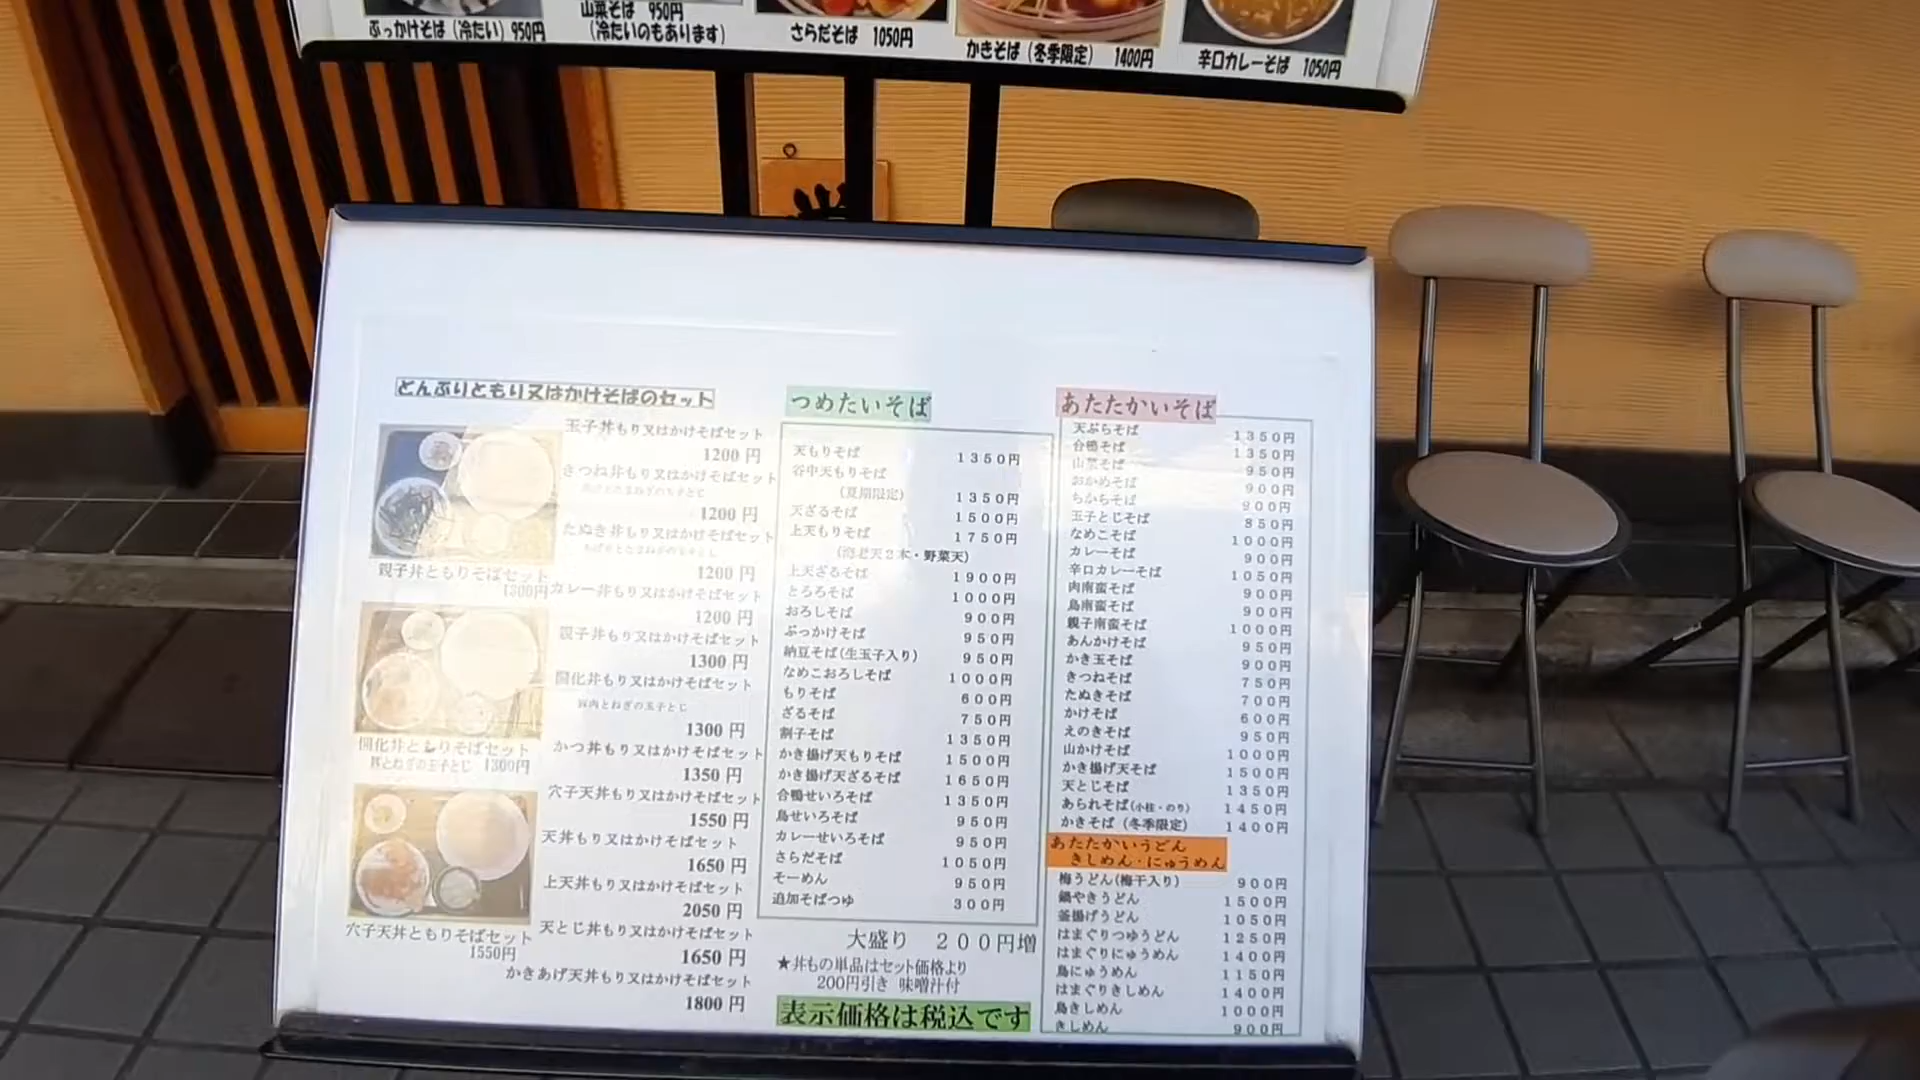 ぶっかけそば（冷たい）950円
山菜そば 950円
（冷たいのもあります）
さらだそば 1050円
かきそば（冬季限定） 1400円
辛口カレーそば 1050円
どんぶりともり又はかけそばのセット
玉子丼もり又はかけそばセット
1200 円
きつね丼もり又はかけそばセット
1200 円
たぬき丼もり又はかけそばセット
1200 円
カレー丼もり又はかけそばセット
1200 円
親子丼もり又はかけそばセット
1300 円
開化丼もり又はかけそばセット
豚肉とねぎの玉子とじ
1300 円
かつ丼もり又はかけそばセット
1350 円
穴子天丼もり又はかけそばセット
1550 円
天丼もり又はかけそばセット
1650 円
上天丼もり又はかけそばセット
2050 円
天とじ丼もり又はかけそばセット
1650 円
かきあげ天丼もり又はかけそばセット
1800 円
親子丼ともりそばセット
1300円
開化丼ともりそばセット
豚とねぎの玉子とじ 1300円
穴子天丼ともりそばセット
1550円
つめたいそば
天もりそば 1350円
谷中天もりそば
（夏期限定） 1350円
天ざるそば 1500円
上天もりそば 1750円
（海老天2本・野菜天）
上天ざるそば 1900円
とろろそば 1000円
おろしそば 900円
ぶっかけそば 950円
納豆そば（生玉子入り） 950円
なめこおろしそば 1000円
もりそば 600円
ざるそば 750円
割子そば 1350円
かき揚げ天もりそば 1500円
かき揚げ天ざるそば 1650円
合鴨せいろそば 1350円
鳥せいろそば 950円
カレーせいろそば 950円
さらだそば 1050円
そーめん 950円
追加そばつゆ 300円
大盛り 200円増
★丼もの単品はセット価格より
200円引き 味噌汁付
表示価格は税込です
あたたかいそば
天ぷらそば 1350円
合鴨そば 1350円
山菜そば 950円
おかめそば 900円
ちからそば 900円
玉子とじそば 850円
なめこそば 1000円
カレーそば 900円
辛口カレーそば 1050円
肉南蛮そば 900円
鳥南蛮そば 900円
親子南蛮そば 1000円
あんかけそば 950円
かき玉そば 900円
きつねそば 750円
たぬきそば 700円
かけそば 600円
えのきそば 950円
山かけそば 1000円
かき揚げ天そば 1500円
天とじそば 1350円
あられそば（小柱・のり） 1450円
かきそば（冬季限定） 1400円
あたたかいうどん
きしめん・にゅうめん
梅うどん（梅干入り） 900円
鍋やきうどん 1500円
釜揚げうどん 1050円
はまぐりつゆうどん 1250円
はまぐりにゅうめん 1400円
鳥にゅうめん 1150円
はまぐりきしめん 1400円
鳥きしめん 1000円
きしめん 900円